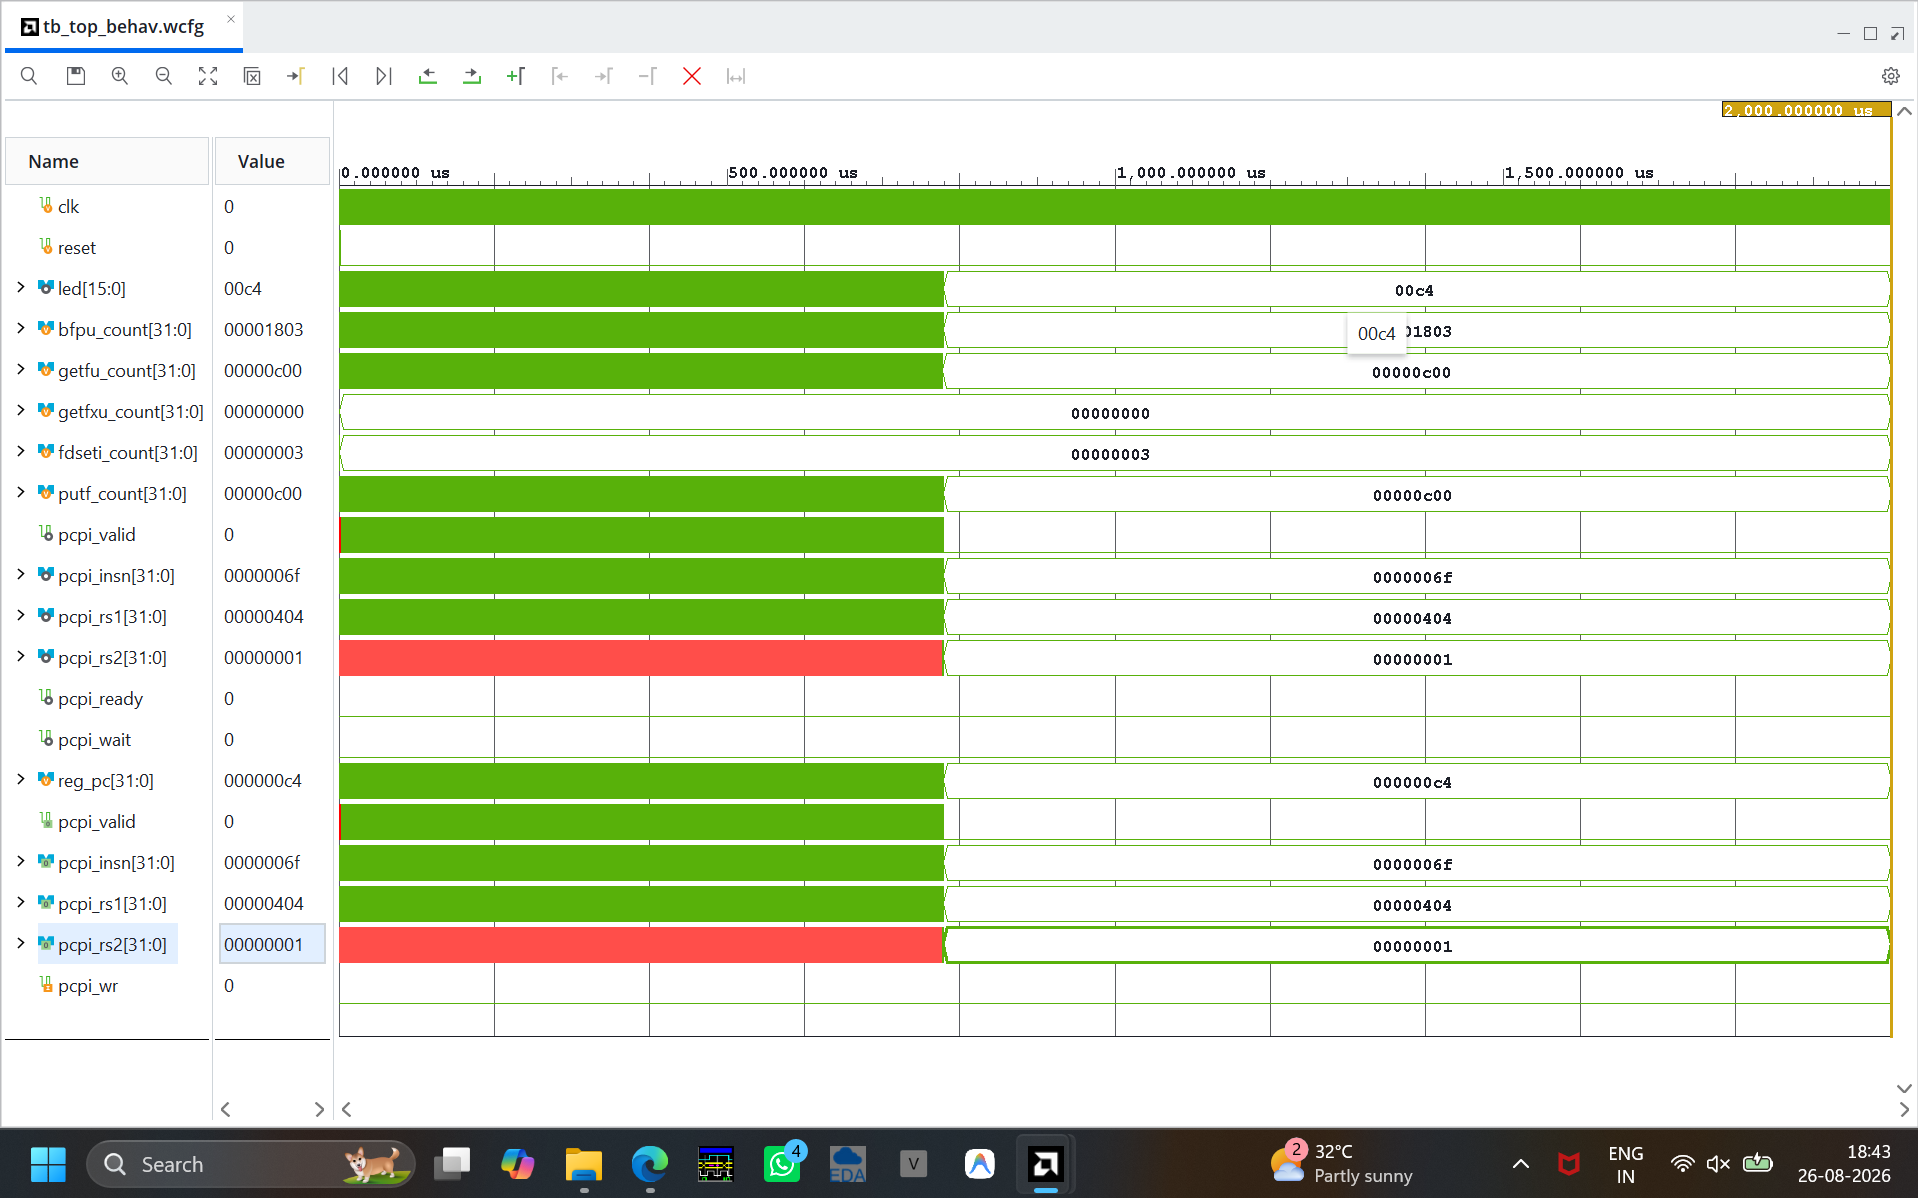 tb_top_behav.wcfg
2,000.000000 us
Name Value
0.000000 us 500.000000 us 1,000.000000 us 1,500.000000 us
clk 0
reset 0
led[15:0] 00c4 00c4
bfpu_count[31:0] 00001803 01803
00c4
getfu_count[31:0] 00000c00 00000c00
getfxu_count[31:0] 00000000 00000000
fdseti_count[31:0] 00000003 00000003
putf_count[31:0] 00000c00 00000c00
pcpi_valid 0
pcpi_insn[31:0] 0000006f 0000006f
pcpi_rs1[31:0] 00000404 00000404
pcpi_rs2[31:0] 00000001 00000001
pcpi_ready 0
pcpi_wait 0
reg_pc[31:0] 000000c4 000000c4
pcpi_valid 0
pcpi_insn[31:0] 0000006f 0000006f
pcpi_rs1[31:0] 00000404 00000404
pcpi_rs2[31:0] 00000001 00000001
pcpi_wr 0
Search
4
EDA
V
2
32°C
Partly sunny
ENG
IN
18:43
26-08-2026